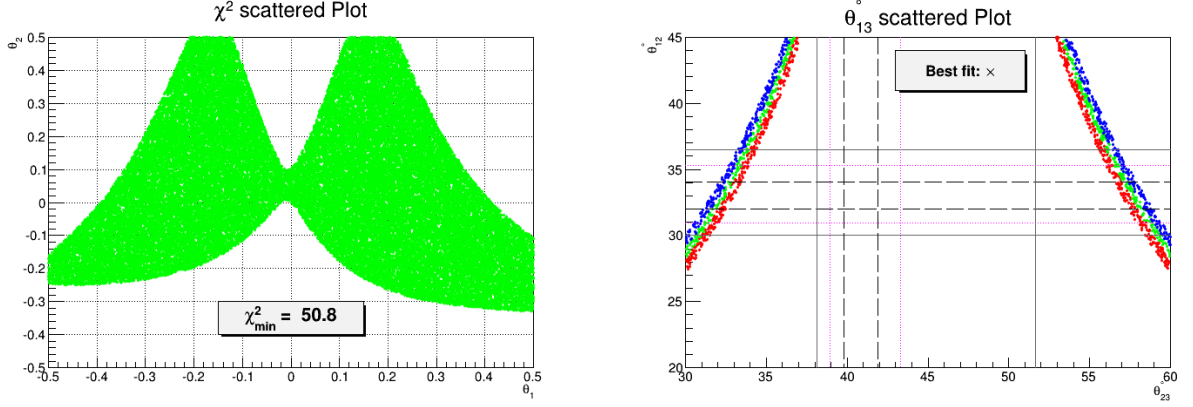 χ² scattered Plot
θ₂
0.5
0.4
0.3
0.2
0.1
0
-0.1
-0.2
-0.3
-0.4
-0.5
χ²min = 50.8
-0.5 -0.4 -0.3 -0.2 -0.1 0 0.1 0.2 0.3 0.4 0.5
θ₁
θ°₁₃ scattered Plot
θ°₁₂
45
40
35
30
25
20
Best fit: ×
30 35 40 45 50 55 60
θ°₂₃